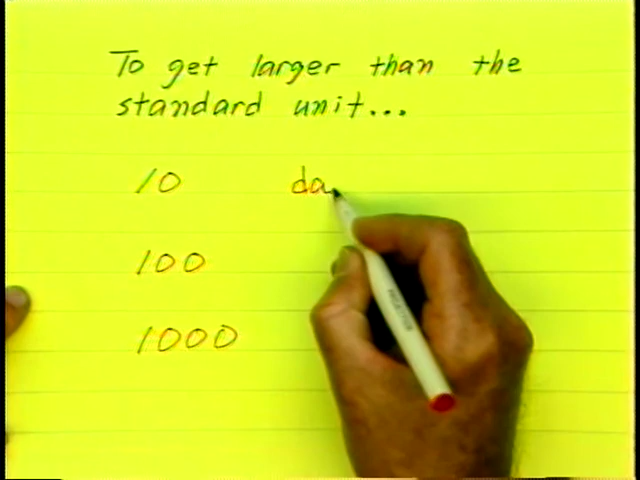 To get larger than the
standard unit...
10 da
100
1000